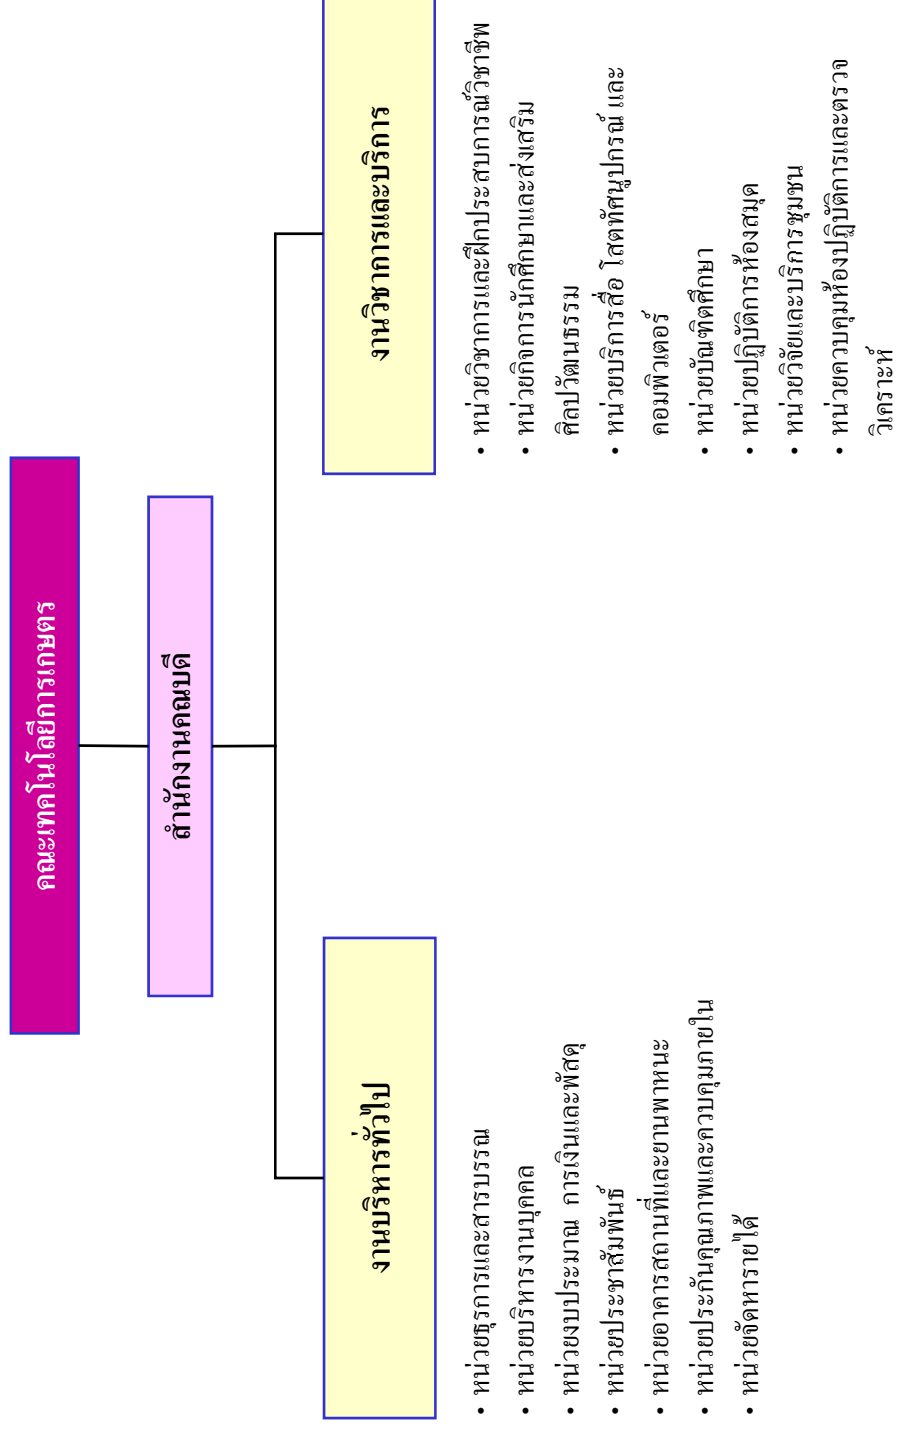 คณะเทคโนโลยีการเกษตร
สำนักงานคณบดี
งานบริหารทั่วไป
• หน่วยธุรการและสารบรรณ
• หน่วยบริหารงานบุคคล
• หน่วยงบประมาณ การเงินและพัสดุ
• หน่วยประชาสัมพันธ์
• หน่วยอาคารสถานที่และยานพาหนะ
• หน่วยประกันคุณภาพและควบคุมภายใน
• หน่วยจัดหารายได้
งานวิชาการและบริการ
• หน่วยวิชาการและฝึกประสบการณ์วิชาชีพ
• หน่วยกิจการนักศึกษาและส่งเสริม
ศิลปวัฒนธรรม
• หน่วยบริการสื่อ โสตทัศนูปกรณ์ และ
คอมพิวเตอร์
• หน่วยบัณฑิตศึกษา
• หน่วยปฏิบัติการห้องสมุด
• หน่วยวิจัยและบริการชุมชน
• หน่วยควบคุมห้องปฏิบัติการและตรวจ
วิเคราะห์